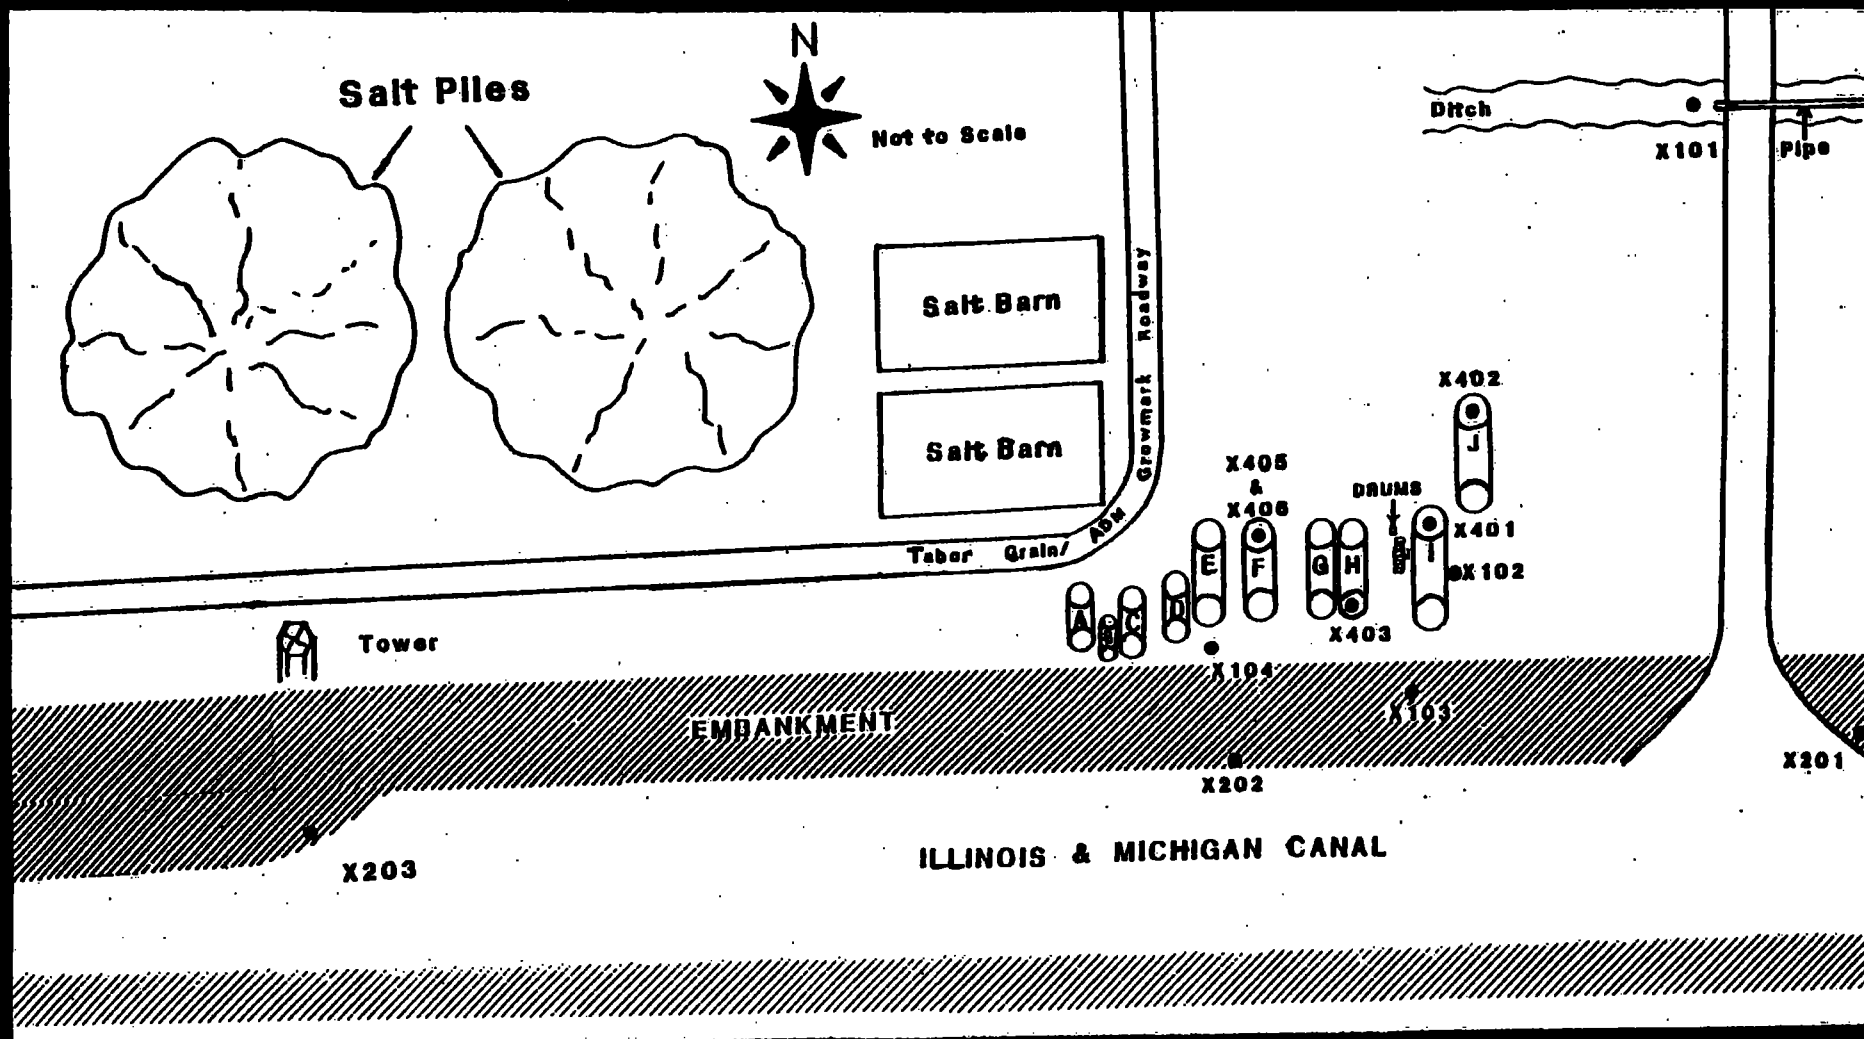 N
Salt Piles
Not to Scale
Ditch
X101
Pipe
Salt Barn
Salt Barn
Tabor Grain/ ADM Growmark Roadway
X402
J
X405
&
X406
DRUMS
X401
X102
E
F
G
H
I
A
C
D
X403
X104
Tower
EMBANKMENT
X103
X202
X201
X203
ILLINOIS & MICHIGAN CANAL